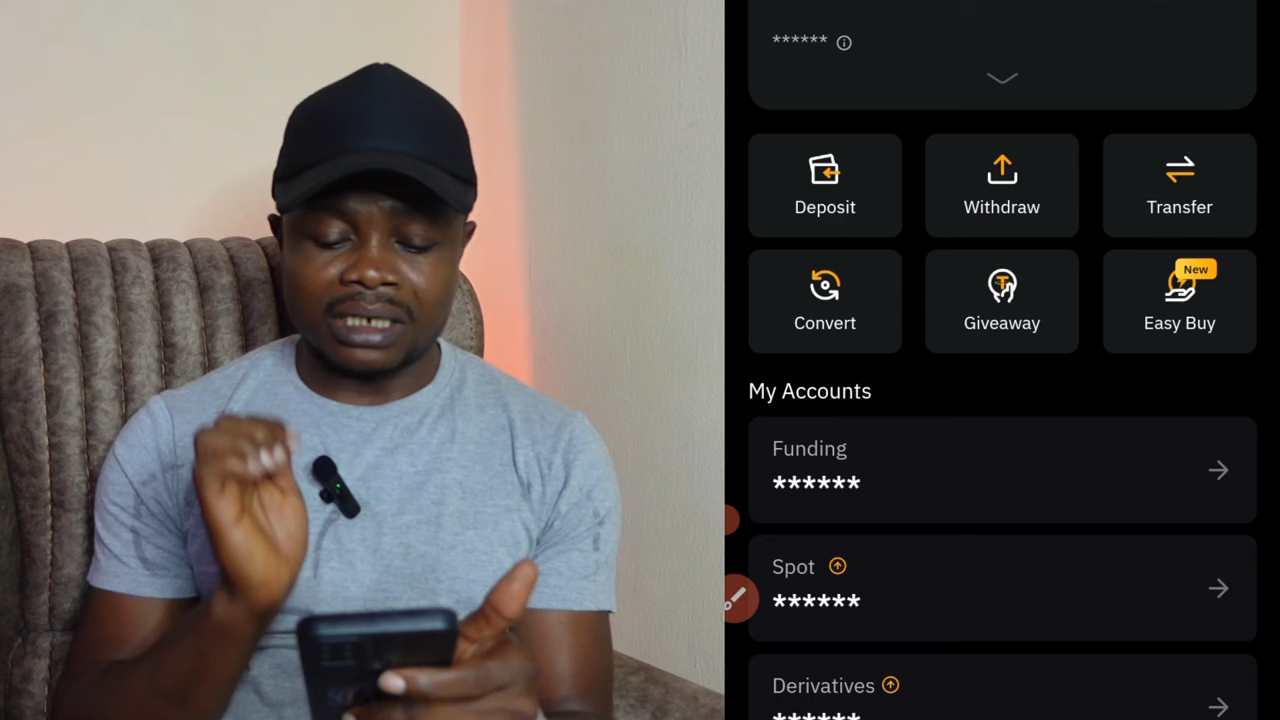 ******
Deposit
Withdraw
Transfer
New
Convert
Giveaway
Easy Buy
My Accounts
Funding
******
Spot
******
Derivatives
******